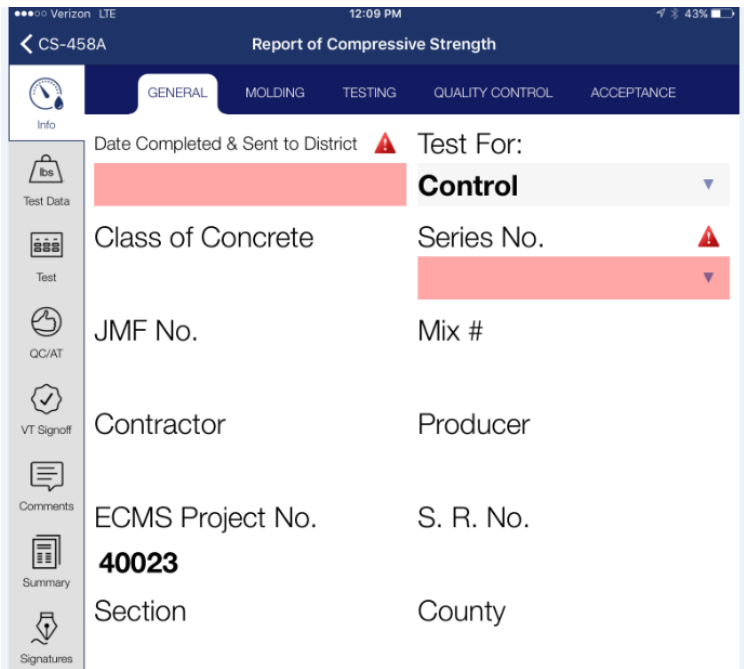 Verizon LTE 12:09 PM 43%
CS-458A Report of Compressive Strength
GENERAL MOLDING TESTING QUALITY CONTROL ACCEPTANCE
Info
Date Completed & Sent to District Test For:
lbs Control
Test Data
Class of Concrete Series No.
Test
JMF No. Mix #
QC/AT
Contractor Producer
VT Signoff
Comments
ECMS Project No. S. R. No.
40023
Summary
Section County
Signatures